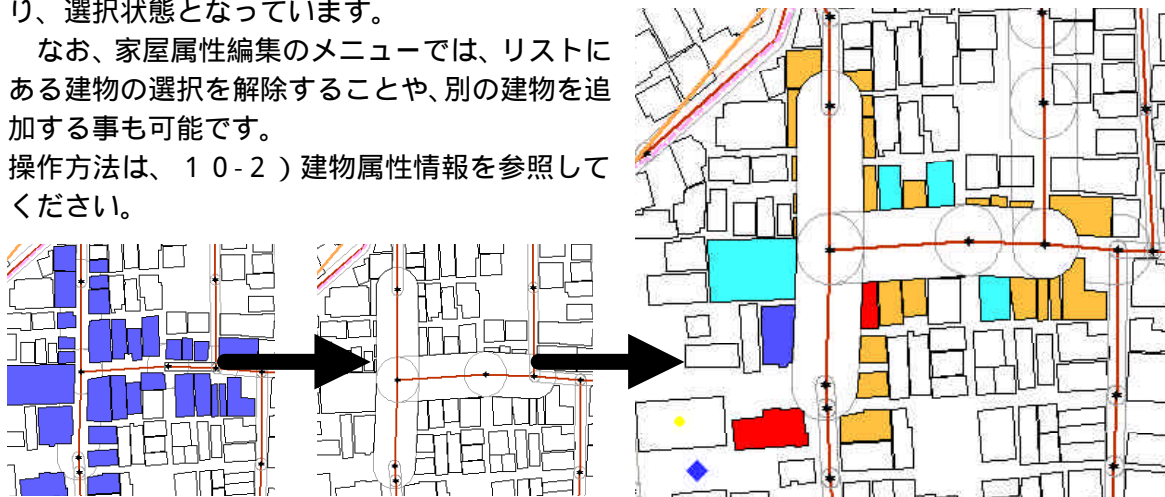 り、選択状態となっています。
　なお、家屋属性編集のメニューでは、リストに
ある建物の選択を解除することや、別の建物を追
加する事も可能です。
操作方法は、１０-２）建物属性情報を参照して
ください。